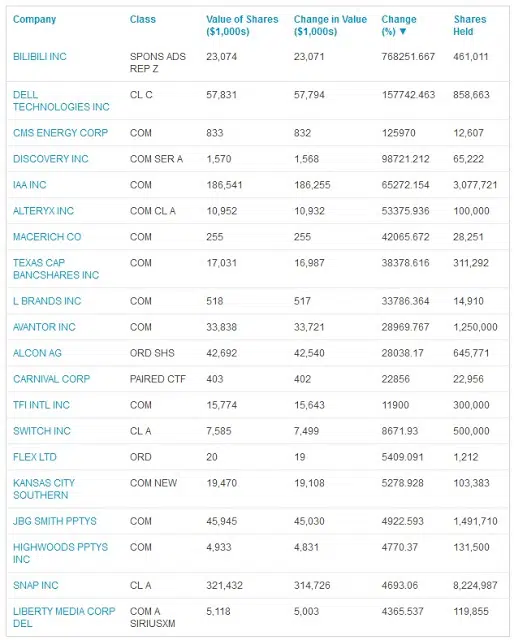 Company Class Value of Shares ($1,000s) Change in Value ($1,000s) Change (%) ▼ Shares Held
BILIBILI INC SPONS ADS REP Z 23,074 23,071 768251.667 461,011
DELL TECHNOLOGIES INC CL C 57,831 57,794 157742.463 858,663
CMS ENERGY CORP COM 833 832 125970 12,607
DISCOVERY INC COM SER A 1,570 1,568 98721.212 65,222
IAA INC COM 186,541 186,255 65272.154 3,077,721
ALTERYX INC COM CL A 10,952 10,932 53375.936 100,000
MACERICH CO COM 255 255 42065.672 28,251
TEXAS CAP BANCSHARES INC COM 17,031 16,987 38378.616 311,292
L BRANDS INC COM 518 517 33786.364 14,910
AVANTOR INC COM 33,838 33,721 28969.767 1,250,000
ALCON AG ORD SHS 42,692 42,540 28038.17 645,771
CARNIVAL CORP PAIRED CTF 403 402 22856 22,956
TFI INTL INC COM 15,774 15,643 11900 300,000
SWITCH INC CL A 7,585 7,499 8671.93 500,000
FLEX LTD ORD 20 19 5409.091 1,212
KANSAS CITY SOUTHERN COM NEW 19,470 19,108 5278.928 103,383
JBG SMITH PPTYS COM 45,945 45,030 4922.593 1,491,710
HIGHWOODS PPTYS INC COM 4,933 4,831 4770.37 131,500
SNAP INC CL A 321,432 314,726 4693.06 8,224,987
LIBERTY MEDIA CORP DEL COM A SIRIUSXM 5,118 5,003 4365.537 119,855